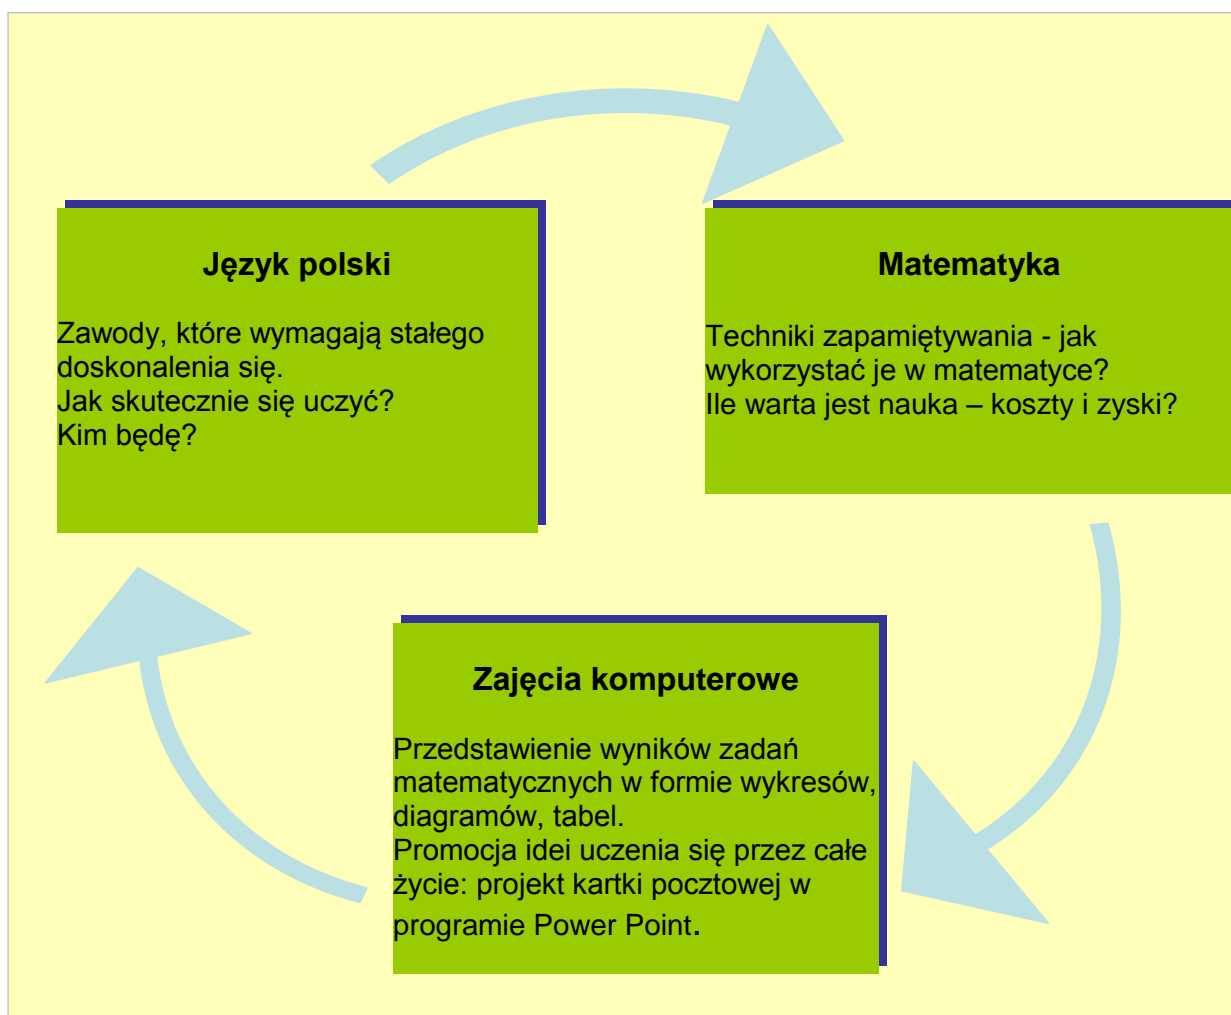 Język polski
Zawody, które wymagają stałego
doskonalenia się.
Jak skutecznie się uczyć?
Kim będę?
Matematyka
Techniki zapamiętywania - jak
wykorzystać je w matematyce?
Ile warta jest nauka – koszty i zyski?
Zajęcia komputerowe
Przedstawienie wyników zadań
matematycznych w formie wykresów,
diagramów, tabel.
Promocja idei uczenia się przez całe
życie: projekt kartki pocztowej w
programie Power Point.